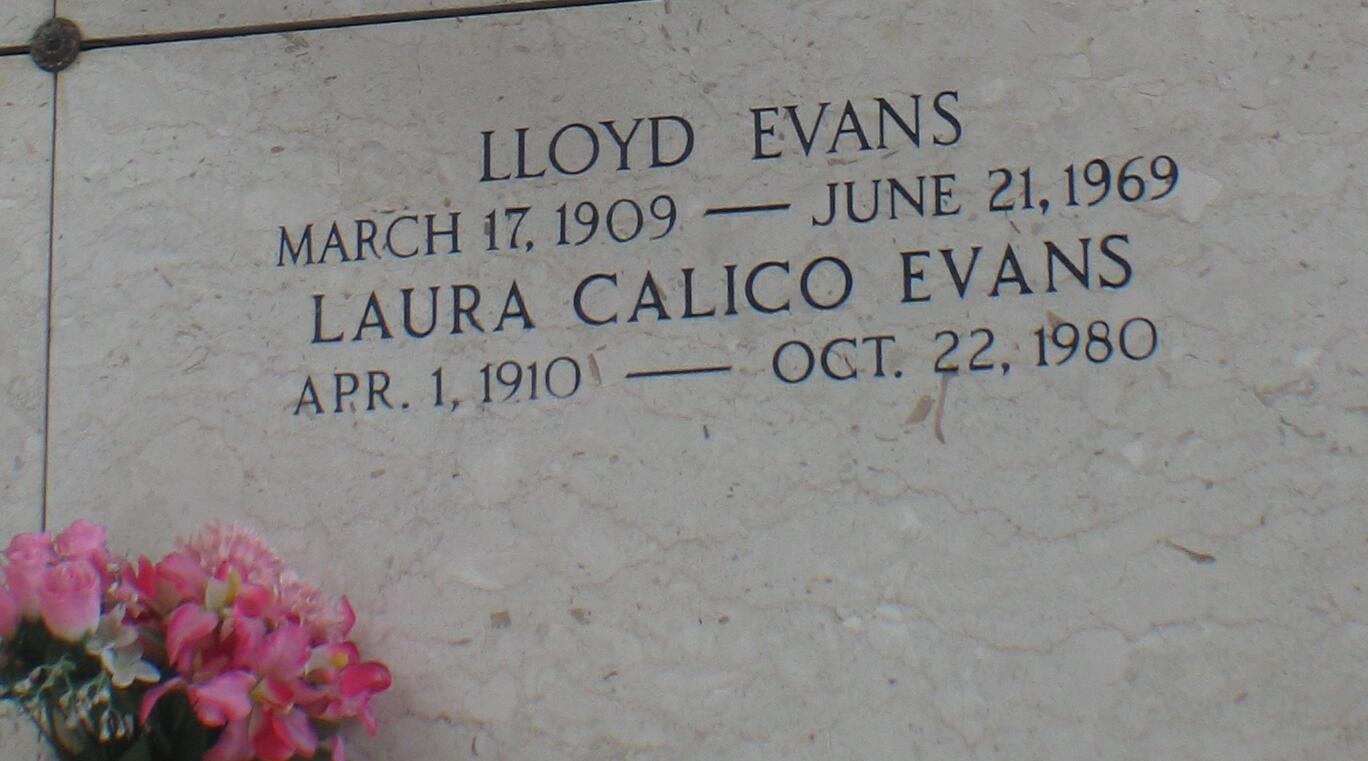 LLOYD EVANS
MARCH 17, 1909 — JUNE 21, 1969
LAURA CALICO EVANS
APR. 1, 1910 — OCT. 22, 1980